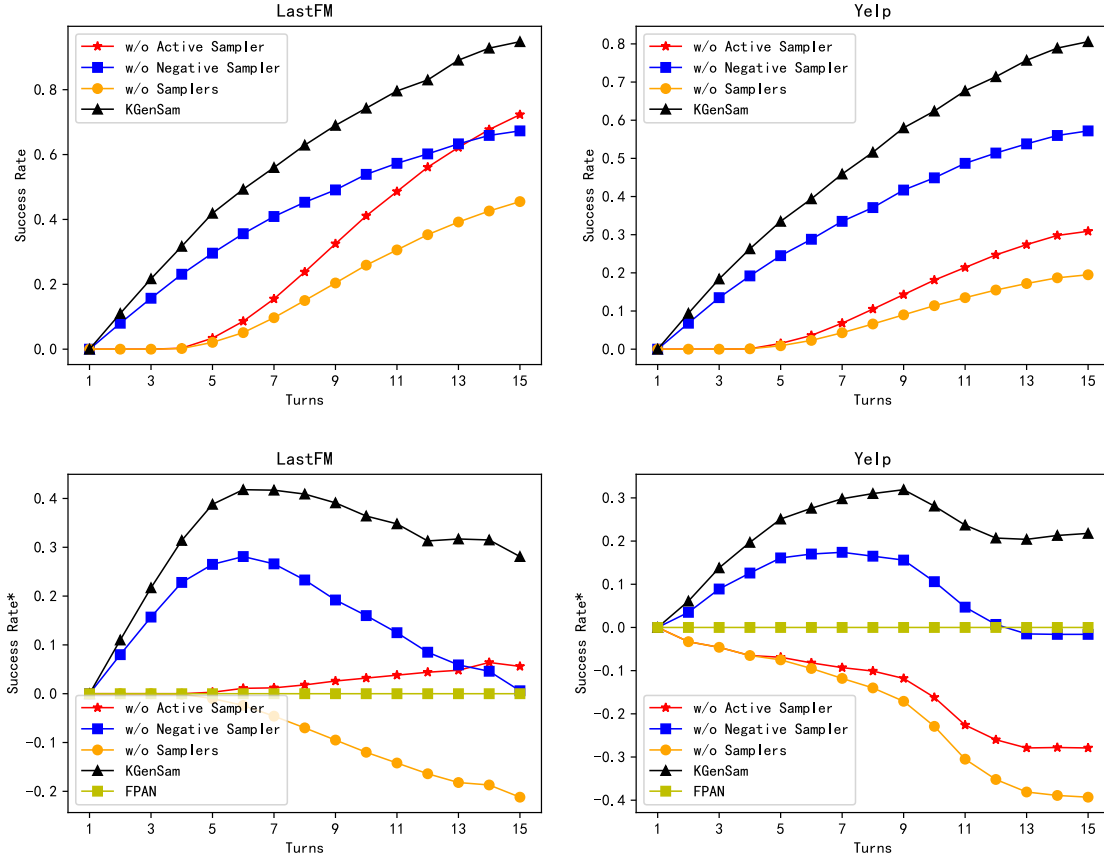 LastFM
w/o Active Sampler
w/o Negative Sampler
w/o Samplers
KGenSam
Success Rate
0.8
0.6
0.4
0.2
0.0
1 3 5 7 9 11 13 15
Turns
Yelp
w/o Active Sampler
w/o Negative Sampler
w/o Samplers
KGenSam
Success Rate
0.8
0.7
0.6
0.5
0.4
0.3
0.2
0.1
0.0
1 3 5 7 9 11 13 15
Turns
LastFM
Success Rate*
0.4
0.3
0.2
0.1
0.0
-0.1
-0.2
w/o Active Sampler
w/o Negative Sampler
w/o Samplers
KGenSam
FPAN
1 3 5 7 9 11 13 15
Turns
Yelp
Success Rate*
0.3
0.2
0.1
0.0
-0.1
-0.2
-0.3
-0.4
w/o Active Sampler
w/o Negative Sampler
w/o Samplers
KGenSam
FPAN
1 3 5 7 9 11 13 15
Turns